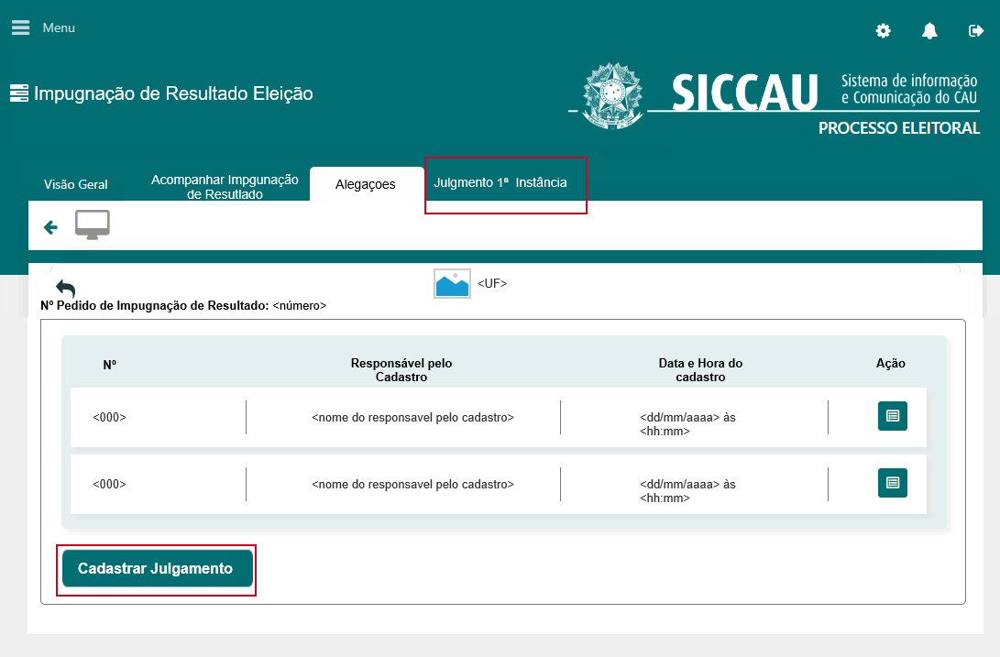 Menu
Impugnação de Resultado Eleição
SICCAU
Sistema de informação
e Comunicação do CAU
PROCESSO ELEITORAL
Visão Geral
Acompanhar Impgunação
de Resutlado
Alegaçoes
Julgmento 1ª Instância
<UF>
Nº Pedido de Impugnação de Resultado: <número>
Nº
Responsável pelo
Cadastro
Data e Hora do
cadastro
Ação
<000>
<nome do responsavel pelo cadastro>
<dd/mm/aaaa> às
<hh:mm>
<000>
<nome do responsavel pelo cadastro>
<dd/mm/aaaa> às
<hh:mm>
Cadastrar Julgamento